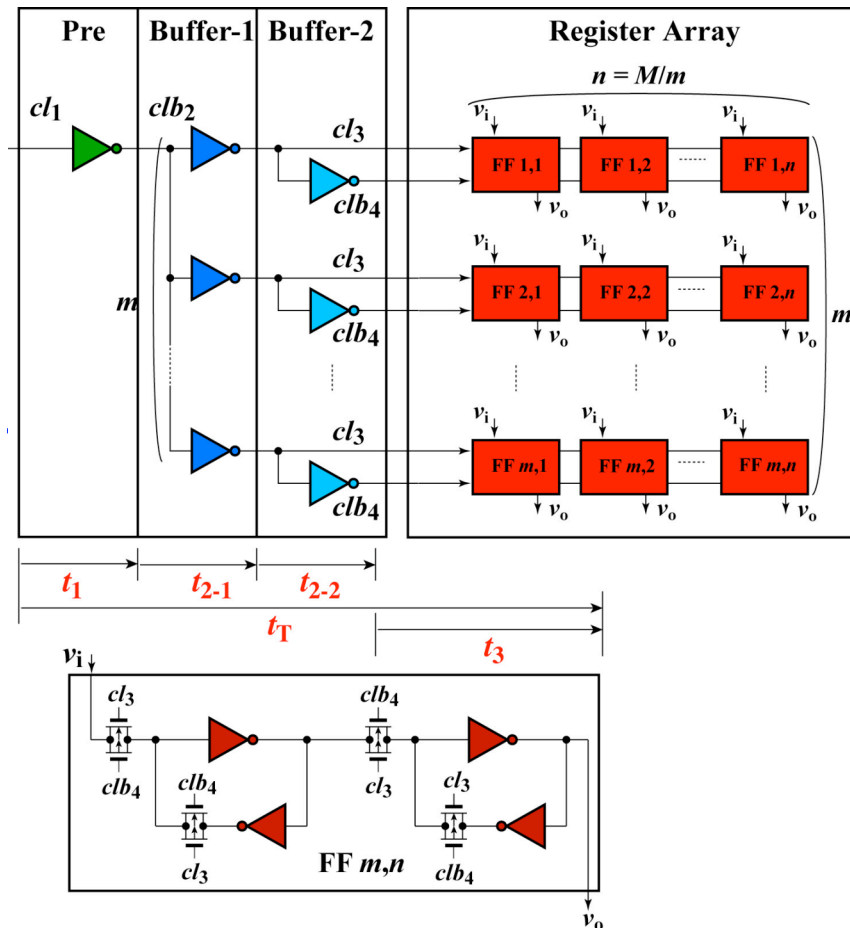 Pre Buffer-1 Buffer-2 Register Array
n = M/m
cl1 clb2 cl3 vi vi vi
FF 1,1 FF 1,2 ...... FF 1,n
clb4 vo vo vo
cl3 vi vi vi
m FF 2,1 FF 2,2 ...... FF 2,n m
clb4 vo vo vo
cl3 vi vi vi
FF m,1 FF m,2 ...... FF m,n
clb4 vo vo vo
t1 t2-1 t2-2
tT t3
vi
cl3 clb4
clb4 clb4 cl3 cl3
cl3 FF m,n clb4
vo